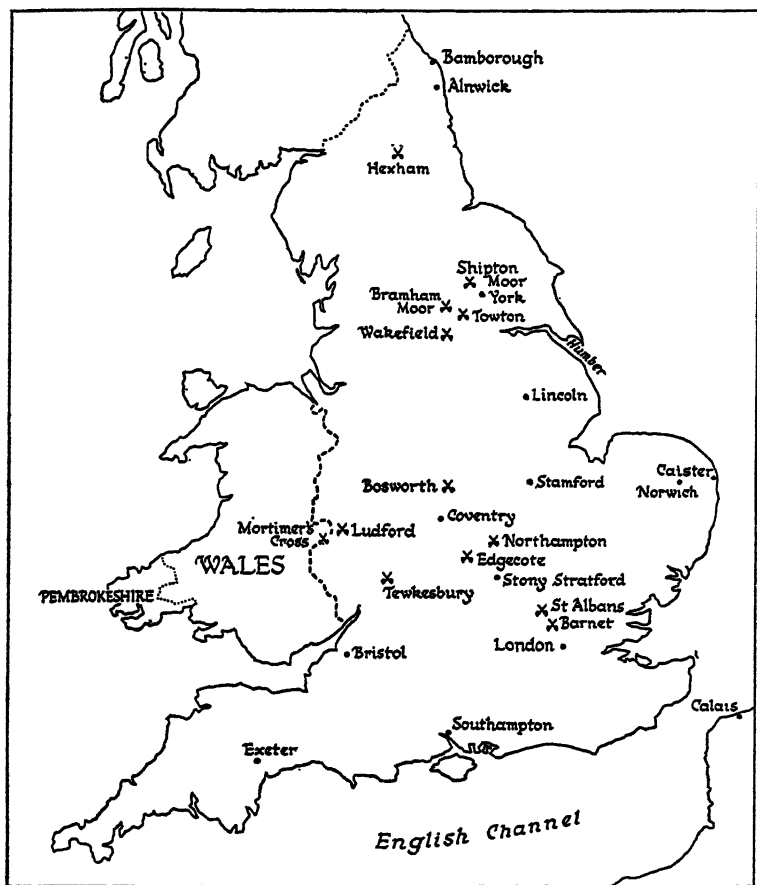 Bamborough
Alnwick
Hexham
Shipton
Moor
York
Bramham
Moor
Towton
Wakefield
Humber
Lincoln
Bosworth
Stamford
Caister
Norwich
Coventry
Mortimer's
Cross
Ludford
Northampton
WALES
Edgecote
PEMBROKESHIRE
Tewkesbury
Stony Stratford
St Albans
Barnet
London
Bristol
Calais
Southampton
Exeter
English Channel